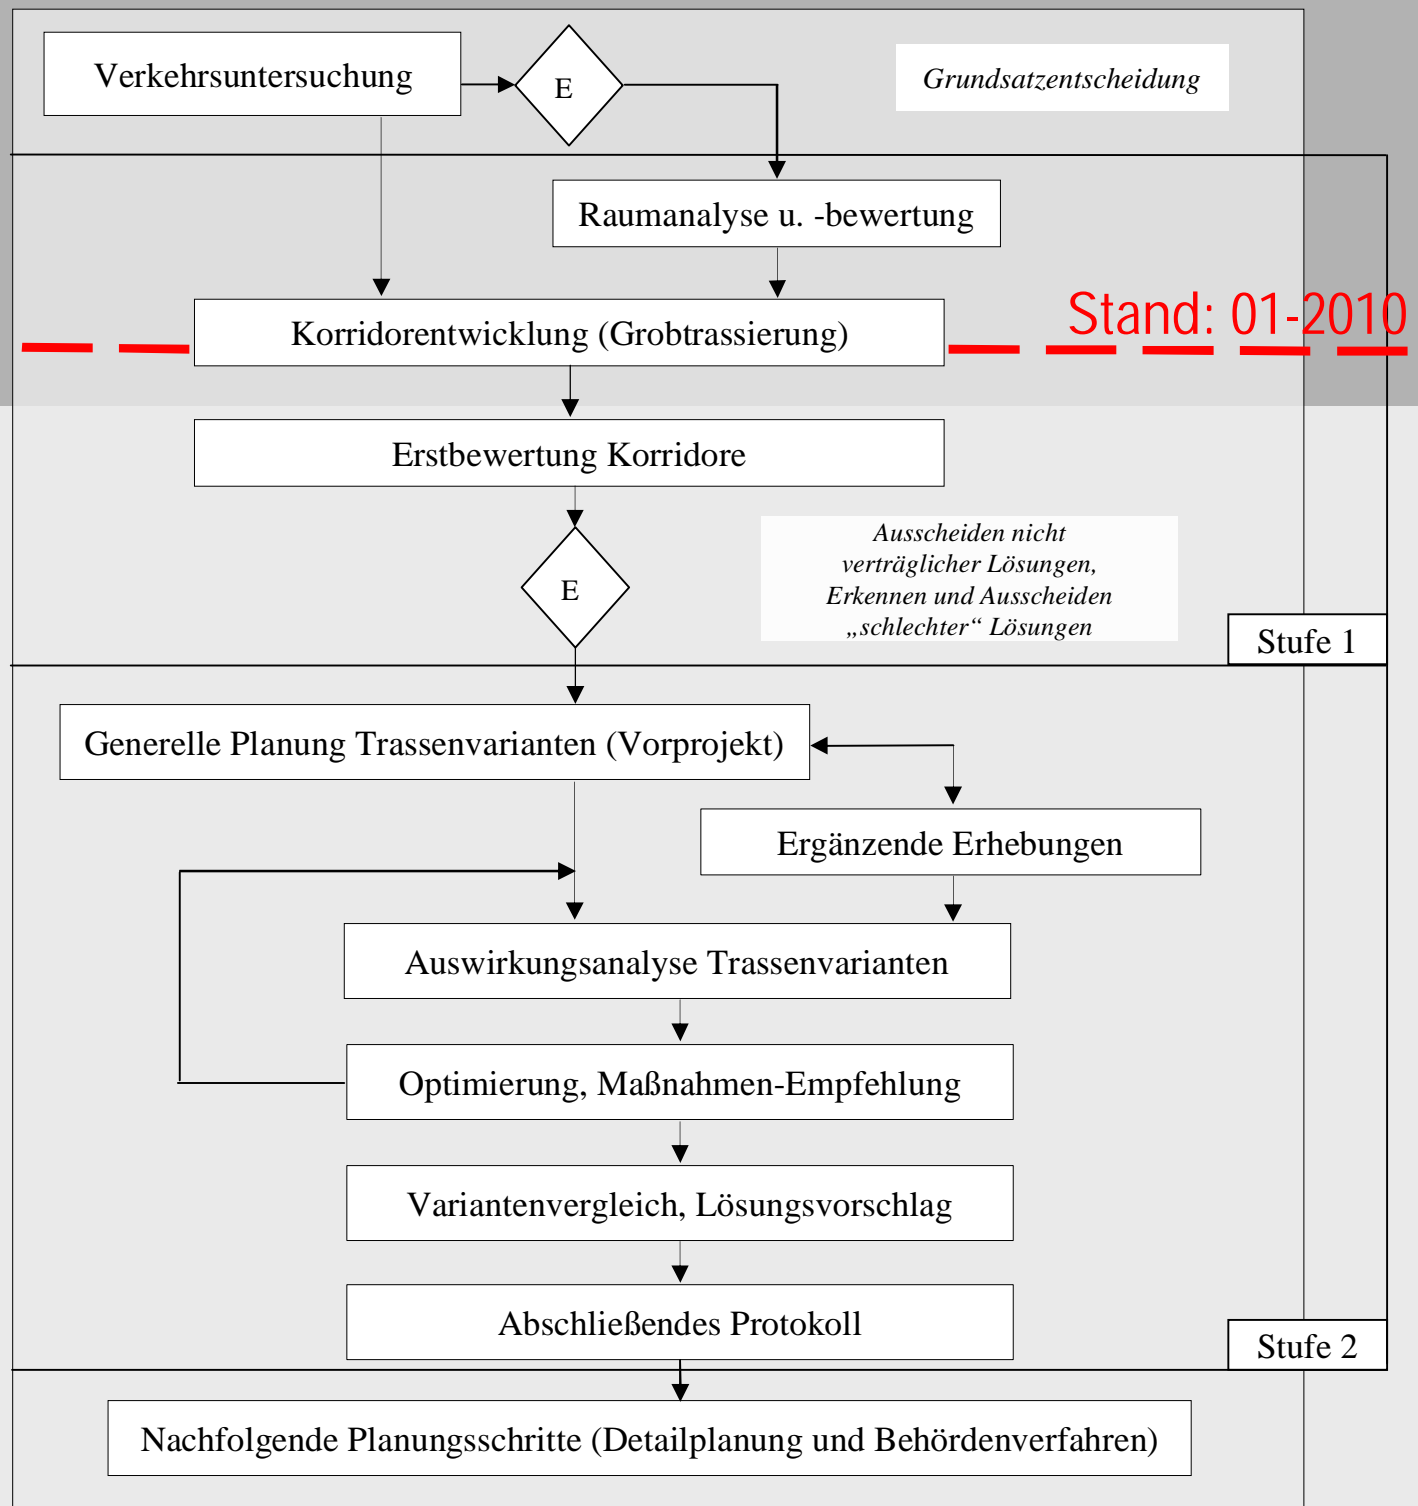 Verkehrsuntersuchung
E
Grundsatzentscheidung
Raumanalyse u. -bewertung
Stand: 01-2010
Korridorentwicklung (Grobtrassierung)
Erstbewertung Korridore
E
Ausscheiden nicht
verträglicher Lösungen,
Erkennen und Ausscheiden
„schlechter“ Lösungen
Stufe 1
Generelle Planung Trassenvarianten (Vorprojekt)
Ergänzende Erhebungen
Auswirkungsanalyse Trassenvarianten
Optimierung, Maßnahmen-Empfehlung
Variantenvergleich, Lösungsvorschlag
Abschließendes Protokoll
Stufe 2
Nachfolgende Planungsschritte (Detailplanung und Behördenverfahren)